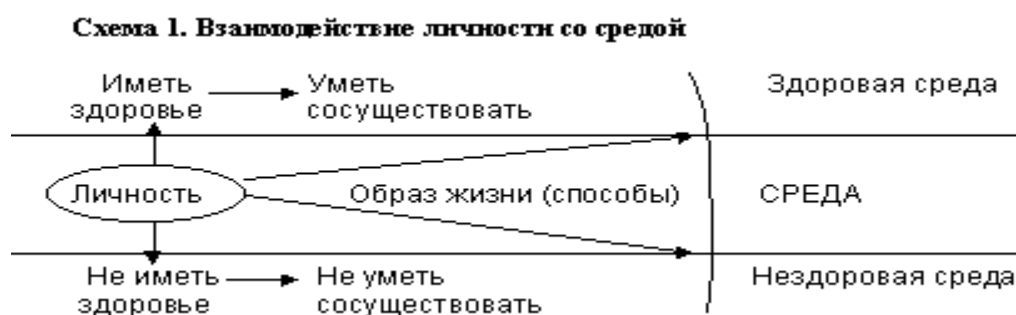 Схема 1. Взаимодействие личности со средой
Иметь
здоровье
Уметь
сосуществовать
Здоровая среда
Личность
Образ жизни (способы)
СРЕДА
Не иметь
здоровье
Не уметь
сосуществовать
Нездоровая среда